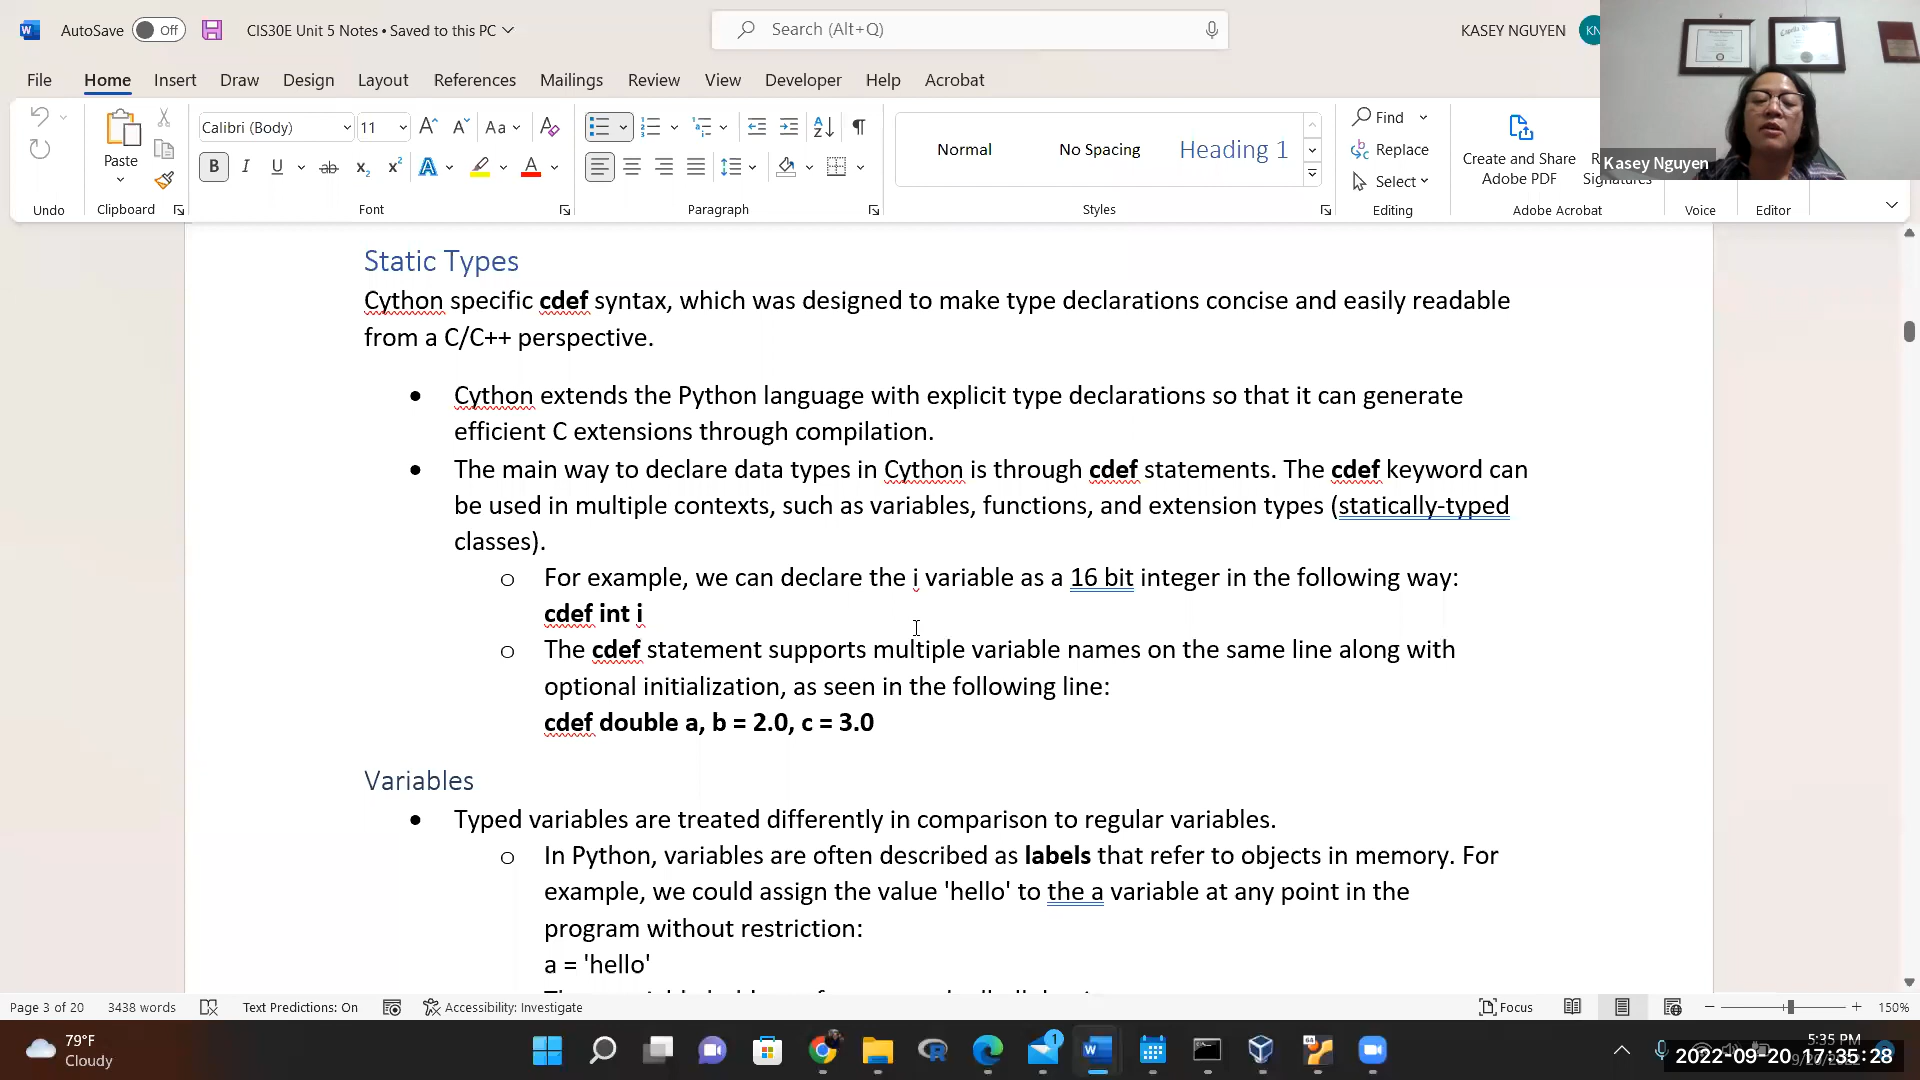 AutoSave Off CIS30E Unit 5 Notes • Saved to this PC Search (Alt+Q) KASEY NGUYEN KN
File Home Insert Draw Design Layout References Mailings Review View Developer Help Acrobat
Calibri (Body) 11 Aa
Normal No Spacing Heading 1
Find
Replace
Select
Paste
B I U ab x₂ x² A A
Create and Share
Adobe PDF
Signatures
Kasey Nguyen
Undo Clipboard Font Paragraph Styles Editing Adobe Acrobat Voice Editor
Static Types
Cython specific cdef syntax, which was designed to make type declarations concise and easily readable
from a C/C++ perspective.
• Cython extends the Python language with explicit type declarations so that it can generate
efficient C extensions through compilation.
• The main way to declare data types in Cython is through cdef statements. The cdef keyword can
be used in multiple contexts, such as variables, functions, and extension types (statically-typed
classes).
o For example, we can declare the i variable as a 16 bit integer in the following way:
cdef int i
o The cdef statement supports multiple variable names on the same line along with
optional initialization, as seen in the following line:
cdef double a, b = 2.0, c = 3.0
Variables
• Typed variables are treated differently in comparison to regular variables.
o In Python, variables are often described as labels that refer to objects in memory. For
example, we could assign the value 'hello' to the a variable at any point in the
program without restriction:
a = 'hello'
Page 3 of 20 3438 words Text Predictions: On Accessibility: Investigate Focus 150%
79°F
Cloudy
1
64
5:35 PM
2022-09-20 17:35:28